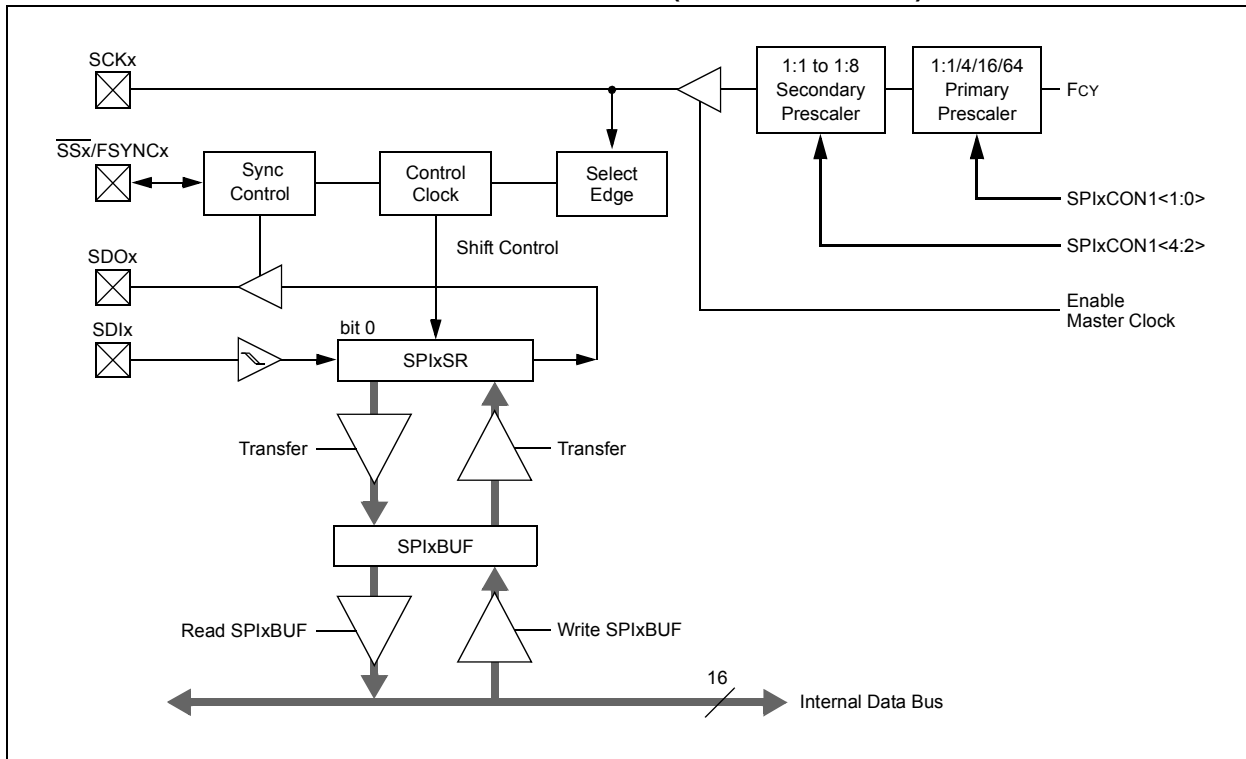 SCKx
1:1 to 1:8
Secondary
Prescaler
1:1/4/16/64
Primary
Prescaler
FCY
SSx/FSYNCx
Sync
Control
Control
Clock
Select
Edge
SPIxCON1<1:0>
SPIxCON1<4:2>
Shift Control
SDOx
Enable
Master Clock
SDIx
bit 0
SPIxSR
Transfer
Transfer
SPIxBUF
Read SPIxBUF
Write SPIxBUF
16
Internal Data Bus